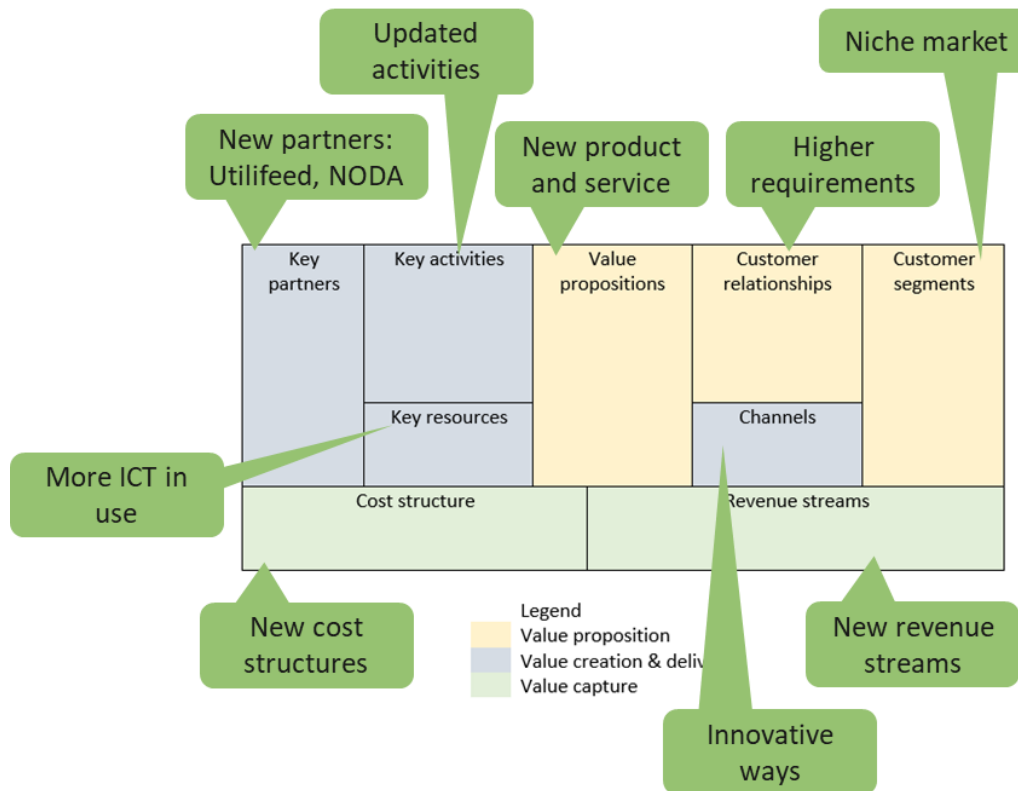 Updated
activities
Niche market
New partners:
Utilifeed, NODA
New product
and service
Higher
requirements
Key
partners
Key activities
Value
propositions
Customer
relationships
Customer
segments
Key resources
Channels
More ICT in
use
Cost structure
Revenue streams
New cost
structures
Legend
Value proposition
Value creation & deliv
Value capture
New revenue
streams
Innovative
ways